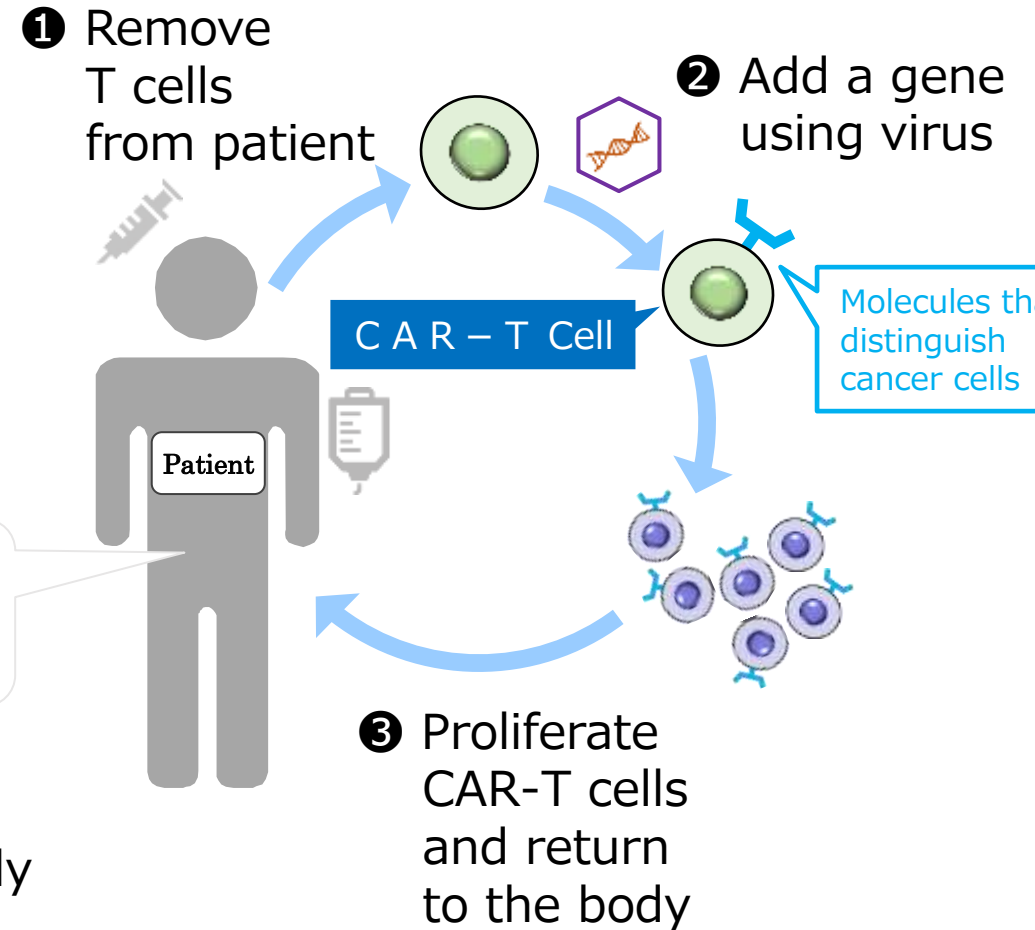 ❶ Remove
T cells
from patient
❷ Add a gene
using virus
C A R – T Cell
Molecules
distinguish
cancer cells
Patient
❸ Proliferate
CAR-T cells
and return
to the body